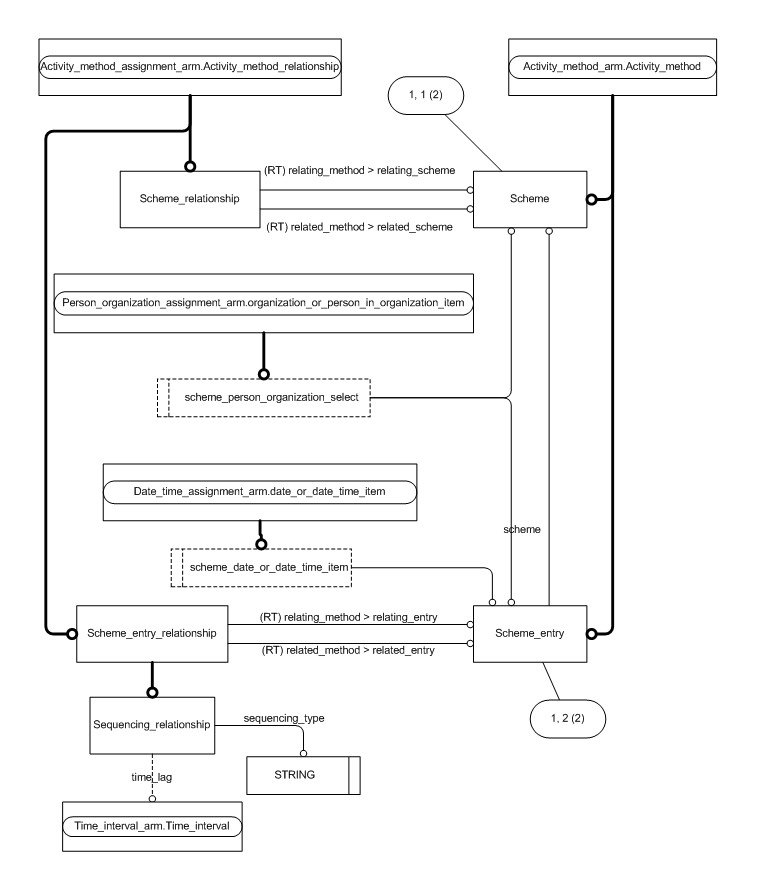 Activity_method_assignment_arm.Activity_method_relationship
Activity_method_arm.Activity_method
1, 1 (2)
(RT) relating_method > relating_scheme
Scheme_relationship
Scheme
(RT) related_method > related_scheme
Person_organization_assignment_arm.organization_or_person_in_organization_item
scheme_person_organization_select
Date_time_assignment_arm.date_or_date_time_item
scheme
scheme_date_or_date_time_item
(RT) relating_method > relating_entry
Scheme_entry_relationship
Scheme_entry
(RT) related_method > related_entry
Sequencing_relationship
sequencing_type
1, 2 (2)
STRING
time_lag
Time_interval_arm.Time_interval